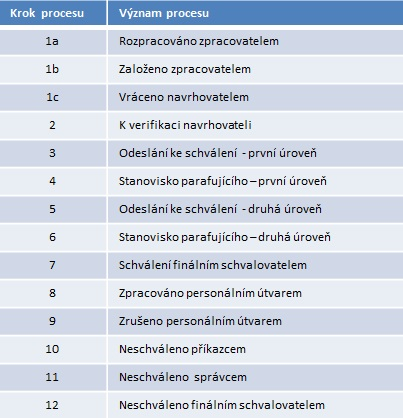 Krok procesu Význam procesu
1a Rozpracováno zpracovatelem
1b Založeno zpracovatelem
1c Vráceno navrhovatelem
2 K verifikaci navrhovateli
3 Odeslání ke schválení - první úroveň
4 Stanovisko parafujícího – první úroveň
5 Odeslání ke schválení - druhá úroveň
6 Stanovisko parafujícího – druhá úroveň
7 Schválení finálním schvalovatelem
8 Zpracováno personálním útvarem
9 Zrušeno personálním útvarem
10 Neschváleno příkazcem
11 Neschváleno správcem
12 Neschváleno finálním schvalovatelem